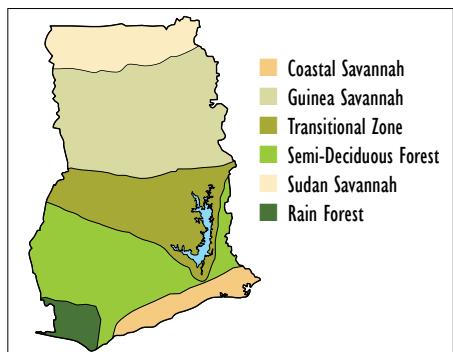 Coastal Savannah
Guinea Savannah
Transitional Zone
Semi-Deciduous Forest
Sudan Savannah
Rain Forest